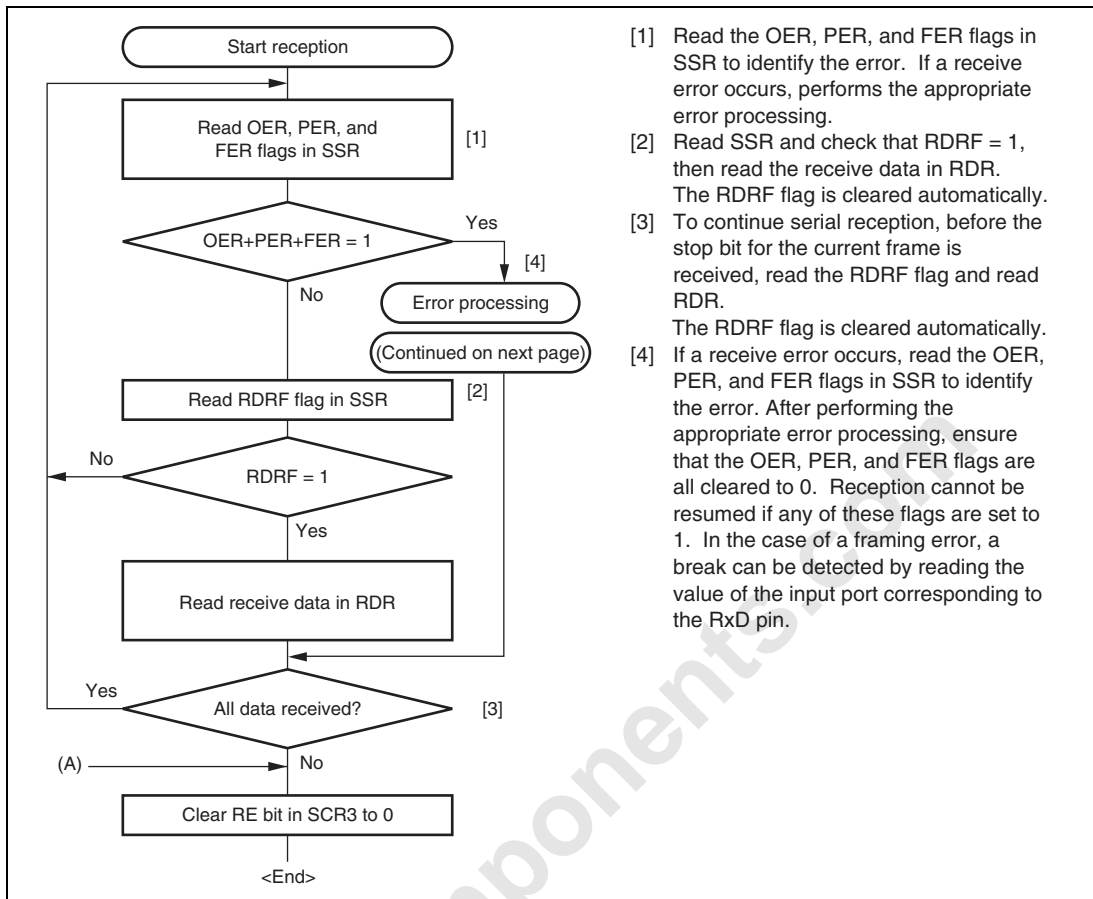 Start reception
Read OER, PER, and
FER flags in SSR
[1]
OER+PER+FER = 1
Yes
[4]
No
Error processing
(Continued on next page)
Read RDRF flag in SSR
[2]
No
RDRF = 1
Yes
Read receive data in RDR
Yes
All data received?
[3]
(A)
No
Clear RE bit in SCR3 to 0
<End>
[1] Read the OER, PER, and FER flags in
SSR to identify the error. If a receive
error occurs, performs the appropriate
error processing.
[2] Read SSR and check that RDRF = 1,
then read the receive data in RDR.
The RDRF flag is cleared automatically.
[3] To continue serial reception, before the
stop bit for the current frame is
received, read the RDRF flag and read
RDR.
The RDRF flag is cleared automatically.
[4] If a receive error occurs, read the OER,
PER, and FER flags in SSR to identify
the error. After performing the
appropriate error processing, ensure
that the OER, PER, and FER flags are
all cleared to 0. Reception cannot be
resumed if any of these flags are set to
1. In the case of a framing error, a
break can be detected by reading the
value of the input port corresponding to
the RxD pin.
mponents.com